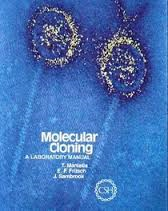 Molecular
Cloning
A LABORATORY MANUAL
T. Maniatis
E. F. Fritsch
J. Sambrook
CSH